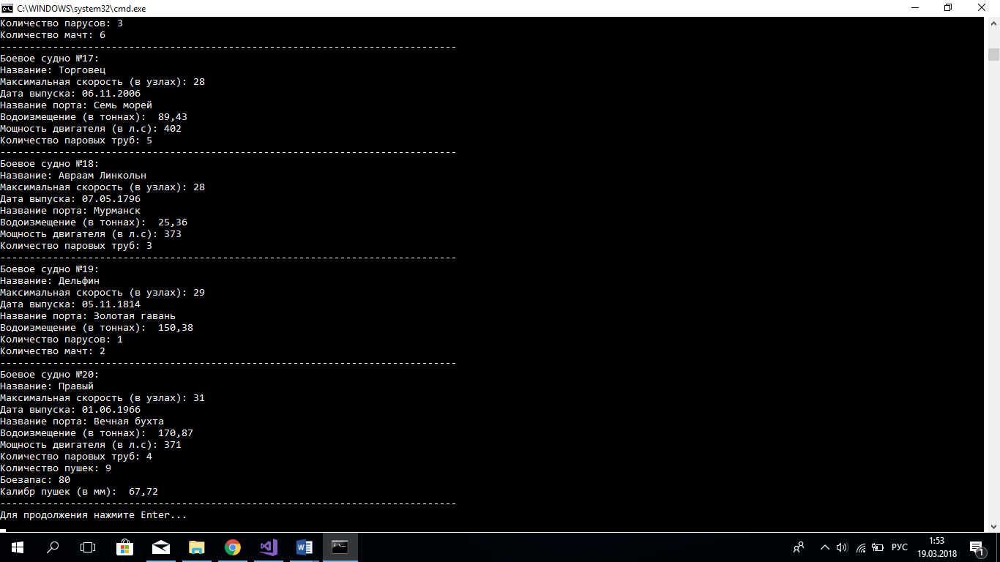 C:\WINDOWS\system32\cmd.exe
Количество парусов: 3
Количество мачт: 6
------------------------------------------------------------------------------
Боевое судно №17:
Название: Торговец
Максимальная скорость (в узлах): 28
Дата выпуска: 06.11.2006
Название порта: Семь морей
Водоизмещение (в тоннах):  89,43
Мощность двигателя (в л.с): 402
Количество паровых труб: 5
------------------------------------------------------------------------------
Боевое судно №18:
Название: Авраам Линкольн
Максимальная скорость (в узлах): 28
Дата выпуска: 07.05.1796
Название порта: Мурманск
Водоизмещение (в тоннах):  25,36
Мощность двигателя (в л.с): 373
Количество паровых труб: 3
------------------------------------------------------------------------------
Боевое судно №19:
Название: Дельфин
Максимальная скорость (в узлах): 29
Дата выпуска: 05.11.1814
Название порта: Золотая гавань
Водоизмещение (в тоннах):  150,38
Количество парусов: 1
Количество мачт: 2
------------------------------------------------------------------------------
Боевое судно №20:
Название: Правый
Максимальная скорость (в узлах): 31
Дата выпуска: 01.06.1966
Название порта: Вечная бухта
Водоизмещение (в тоннах):  170,87
Мощность двигателя (в л.с): 371
Количество паровых труб: 4
Количество пушек: 9
Боезапас: 80
Калибр пушек (в мм):  67,72
------------------------------------------------------------------------------
Для продолжения нажмите Enter...
РУС
1:53
19.03.2018
1